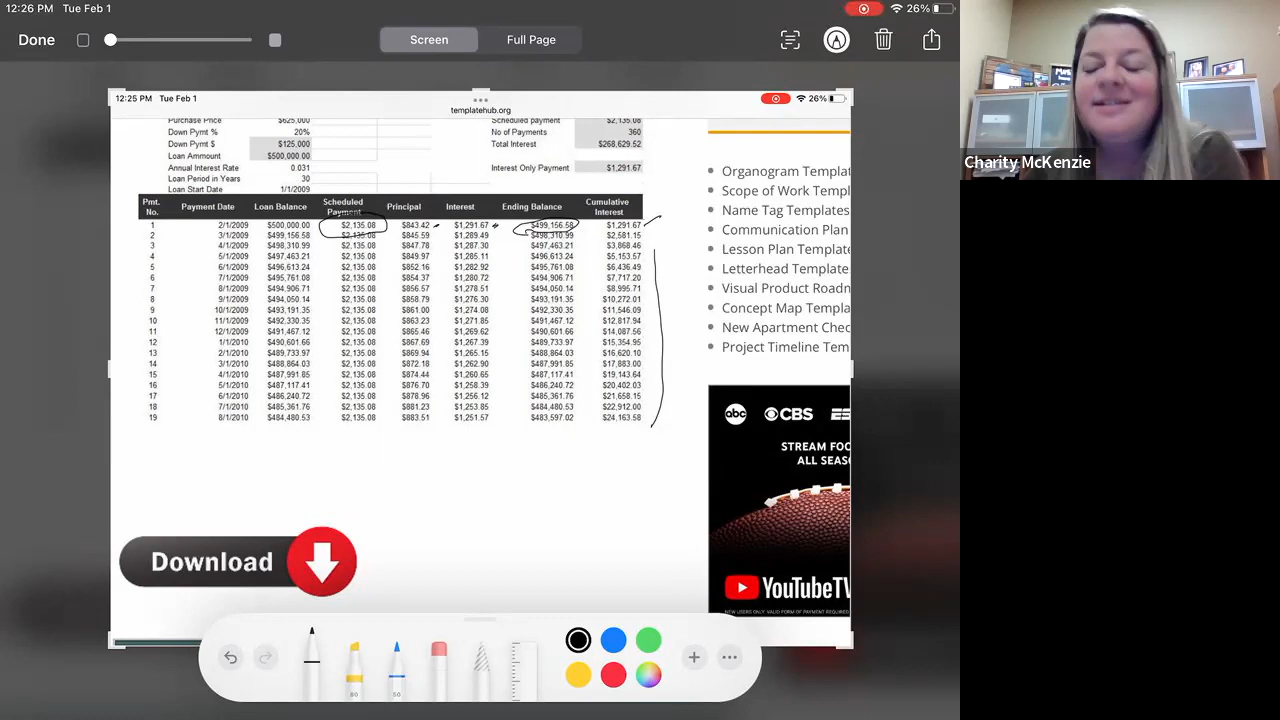 12:26 PM Tue Feb 1
26%
Done
Screen
Full Page
12:25 PM Tue Feb 1
26%
templatehub.org
Purchase Price $625,000 Scheduled payment $2,135.08
Down Pymt % 20% No of Payments 360
Down Pymt $ $125,000 Total Interest $268,629.52
Loan Ammount $500,000.00
Annual Interest Rate 0.031 Interest Only Payment $1,291.67
Loan Period in Years 30
Loan Start Date 1/1/2009
Pmt. No. Payment Date Loan Balance Scheduled Payment Principal Interest Ending Balance Cumulative Interest
1 2/1/2009 $500,000.00 $2,135.08 $843.42 $1,291.67 $499,156.58 $1,291.67
2 3/1/2009 $499,156.58 $2,135.08 $845.59 $1,289.49 $498,310.99 $2,581.15
3 4/1/2009 $498,310.99 $2,135.08 $847.78 $1,287.30 $497,463.21 $3,868.46
4 5/1/2009 $497,463.21 $2,135.08 $849.97 $1,285.11 $496,613.24 $5,153.57
5 6/1/2009 $496,613.24 $2,135.08 $852.16 $1,282.92 $495,761.08 $6,436.49
6 7/1/2009 $495,761.08 $2,135.08 $854.37 $1,280.72 $494,906.71 $7,717.20
7 8/1/2009 $494,906.71 $2,135.08 $856.57 $1,278.51 $494,050.14 $8,995.71
8 9/1/2009 $494,050.14 $2,135.08 $858.79 $1,276.30 $493,191.35 $10,272.01
9 10/1/2009 $493,191.35 $2,135.08 $861.00 $1,274.08 $492,330.35 $11,546.09
10 11/1/2009 $492,330.35 $2,135.08 $863.23 $1,271.85 $491,467.12 $12,817.94
11 12/1/2009 $491,467.12 $2,135.08 $865.46 $1,269.62 $490,601.66 $14,087.56
12 1/1/2010 $490,601.66 $2,135.08 $867.69 $1,267.39 $489,733.97 $15,354.95
13 2/1/2010 $489,733.97 $2,135.08 $869.94 $1,265.15 $488,864.03 $16,620.10
14 3/1/2010 $488,864.03 $2,135.08 $872.18 $1,262.90 $487,991.85 $17,883.00
15 4/1/2010 $487,991.85 $2,135.08 $874.44 $1,260.65 $487,117.41 $19,143.64
16 5/1/2010 $487,117.41 $2,135.08 $876.70 $1,258.39 $486,240.72 $20,402.03
17 6/1/2010 $486,240.72 $2,135.08 $878.96 $1,256.12 $485,361.76 $21,658.15
18 7/1/2010 $485,361.76 $2,135.08 $881.23 $1,253.85 $484,480.53 $22,912.00
19 8/1/2010 $484,480.53 $2,135.08 $883.51 $1,251.57 $483,597.02 $24,163.58
Organogram Templat
Scope of Work Templ
Name Tag Templates
Communication Plan
Lesson Plan Template
Letterhead Template
Visual Product Roadm
Concept Map Templa
New Apartment Chec
Project Timeline Tem
abc CBS
STREAM FOO
ALL SEASO
YouTubeTV
NEW USERS ONLY. VALID FORM OF PAYMENT REQUIRED
Download
80
50
Charity McKenzie